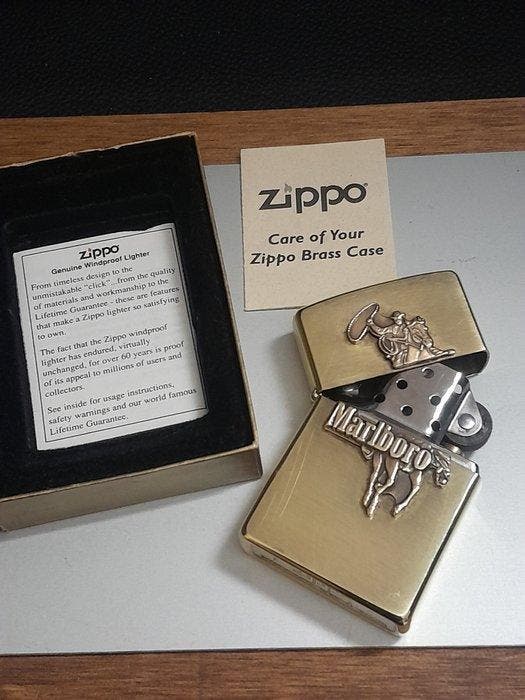 Zippo
Genuine Windproof Lighter
From timeless design to the
unmistakable "click"...from the quality
of materials and workmanship to the
Lifetime Guarantee - these are features
that make a Zippo lighter so satisfying
to own.
The fact that the Zippo windproof
lighter has endured, virtually
unchanged, for over 60 years is proof
of its appeal to millions of users and
collectors.
See inside for usage instructions,
safety warnings and our world famous
Lifetime Guarantee.
Zippo®
Care of Your
Zippo Brass Case
Marlboro